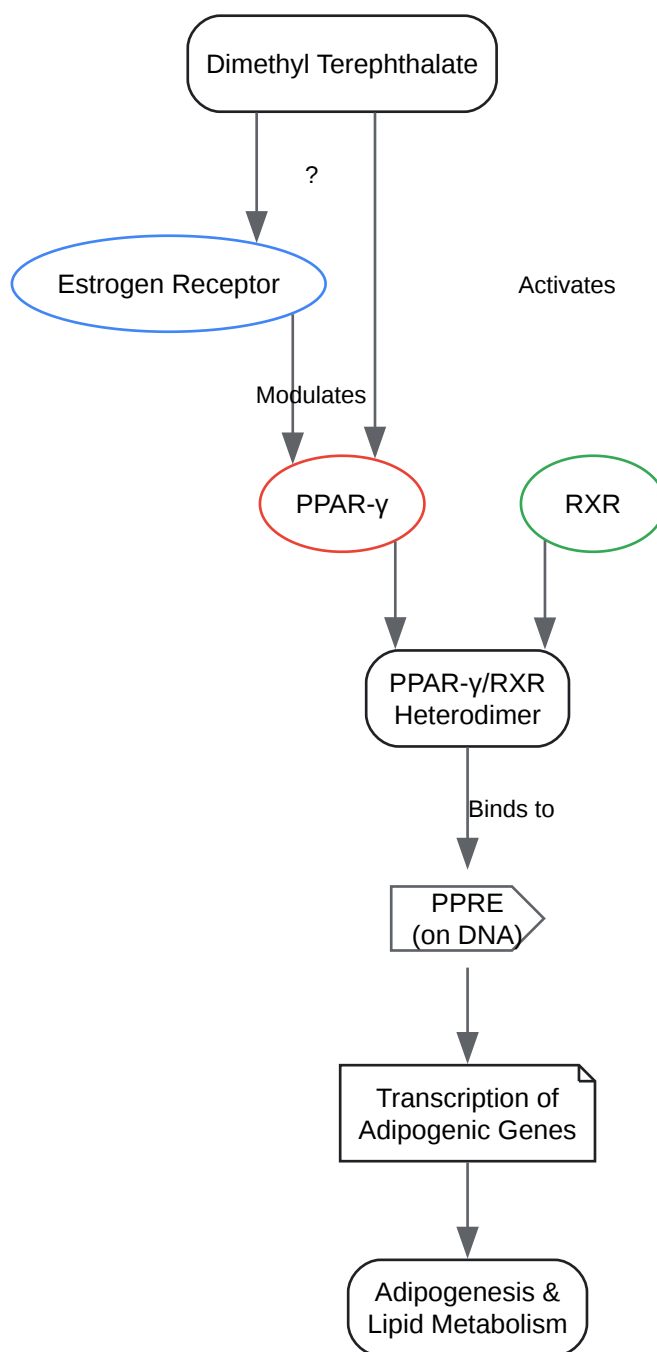 Dimethyl Terephthalate
?
Estrogen Receptor
Activates
Modulates
PPAR-γ
RXR
PPAR-γ/RXR
Heterodimer
Binds to
PPRE
(on DNA)
Transcription of
Adipogenic Genes
Adipogenesis &
Lipid Metabolism